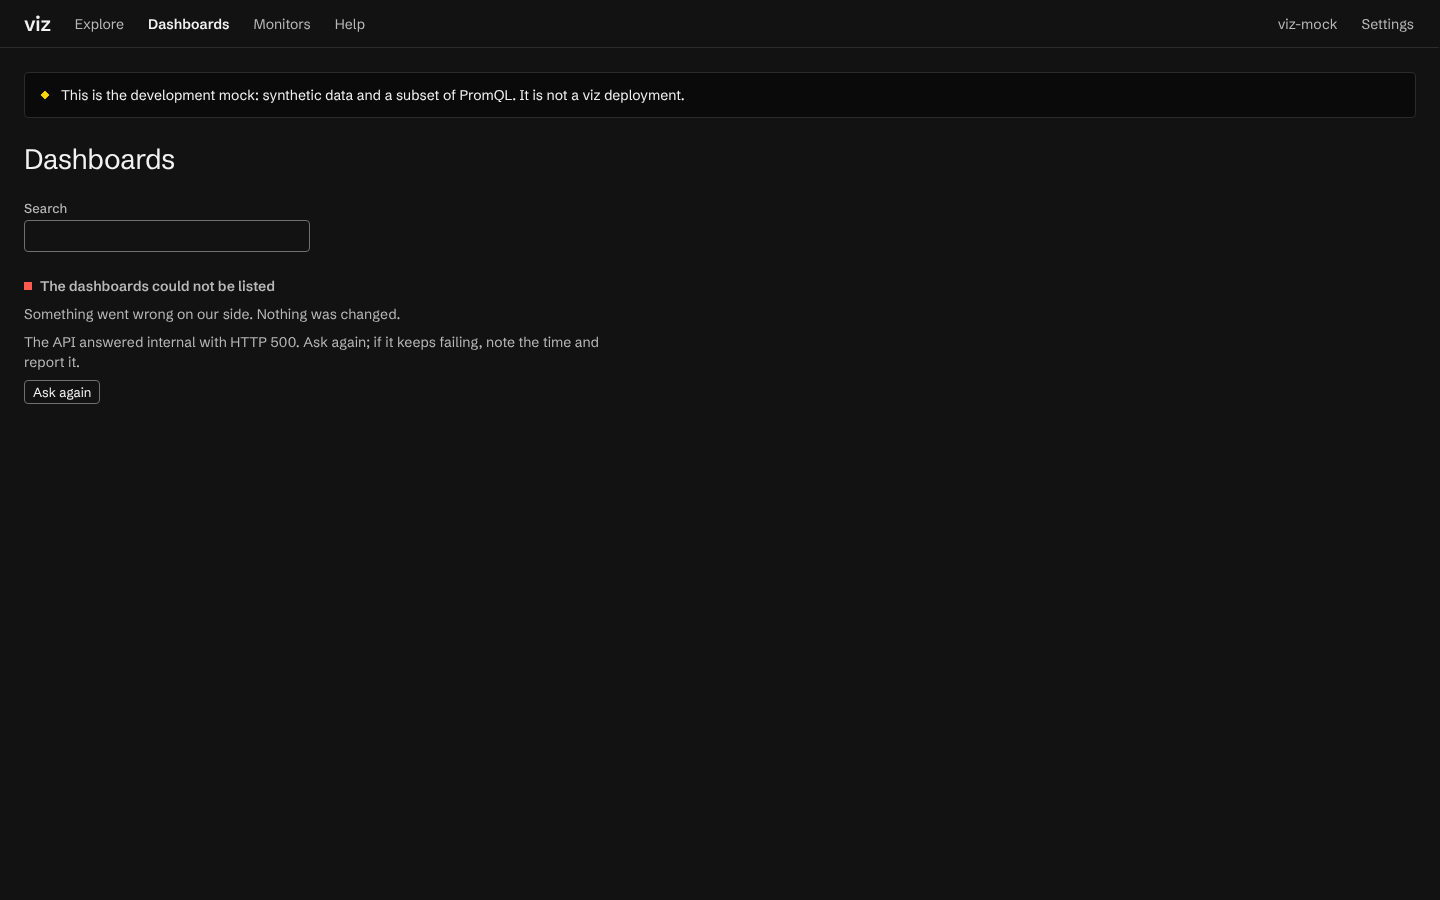 viz Explore Dashboards Monitors Help viz-mock Settings
This is the development mock: synthetic data and a subset of PromQL. It is not a viz deployment.
Dashboards
Search
The dashboards could not be listed
Something went wrong on our side. Nothing was changed.
The API answered internal with HTTP 500. Ask again; if it keeps failing, note the time and
report it.
Ask again